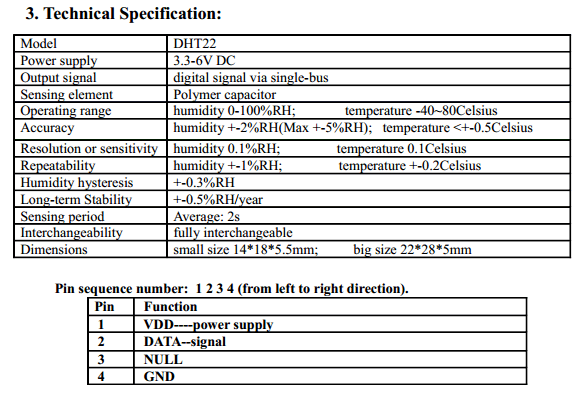 3. Technical Specification:
Model DHT22
Power supply 3.3-6V DC
Output signal digital signal via single-bus
Sensing element Polymer capacitor
Operating range humidity 0-100%RH; temperature -40~80Celsius
Accuracy humidity +-2%RH(Max +-5%RH); temperature <+-0.5Celsius
Resolution or sensitivity humidity 0.1%RH; temperature 0.1Celsius
Repeatability humidity +-1%RH; temperature +-0.2Celsius
Humidity hysteresis +-0.3%RH
Long-term Stability +-0.5%RH/year
Sensing period Average: 2s
Interchangeability fully interchangeable
Dimensions small size 14*18*5.5mm; big size 22*28*5mm
Pin sequence number: 1 2 3 4 (from left to right direction).
Pin Function
1 VDD----power supply
2 DATA--signal
3 NULL
4 GND